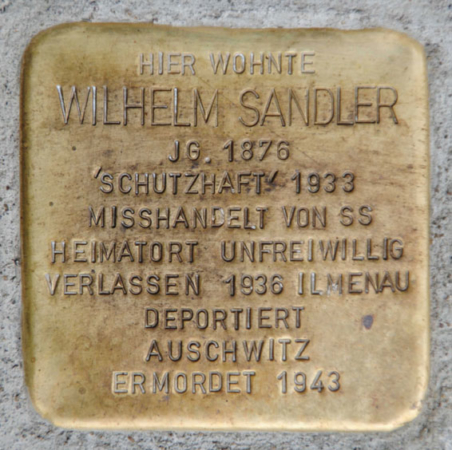 HIER WOHNTE
WILHELM SANDLER
JG. 1876
'SCHUTZHAFT' 1933
MISSHANDELT VON SS
HEIMATORT UNFREIWILLIG
VERLASSEN 1936 ILMENAU
DEPORTIERT
AUSCHWITZ
ERMORDET 1943